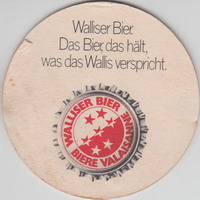 Walliser Bier.
Das Bier, das hält,
was das Wallis verspricht.
WALLISER BIER
BIERE VALAISANNE